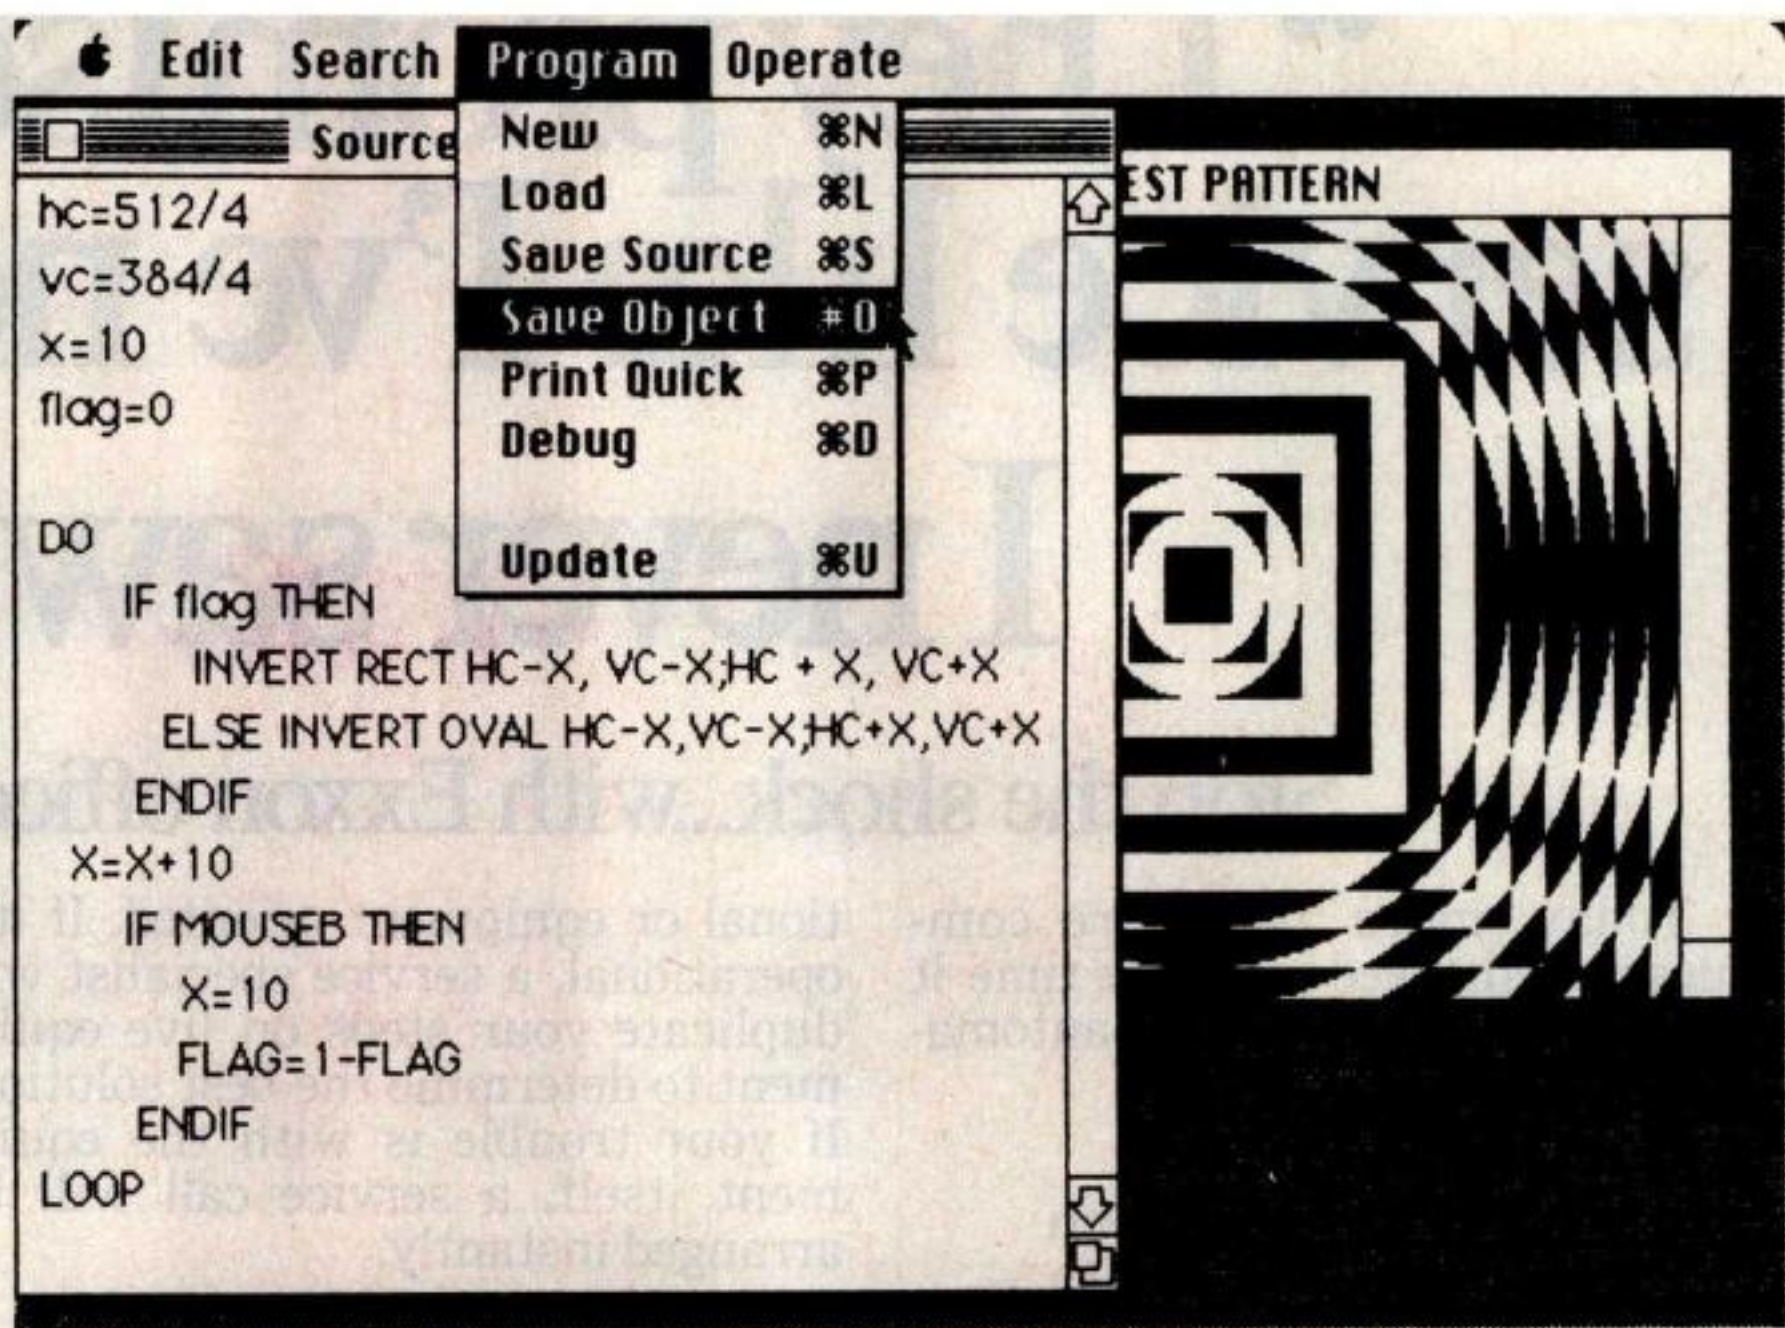 Edit Search Program Operate
Source
New ⌘N
Load ⌘L
Save Source ⌘S
Save Object ⌘O
Print Quick ⌘P
Debug ⌘D
Update ⌘U
hc=512/4
vc=384/4
x=10
flag=0
DO
IF flag THEN
INVERT RECT HC-X, VC-X;HC + X, VC+X
ELSE INVERT OVAL HC-X,VC-X;HC+X,VC+X
ENDIF
X=X+10
IF MOUSEB THEN
X=10
FLAG=1-FLAG
ENDIF
LOOP
EST PATTERN